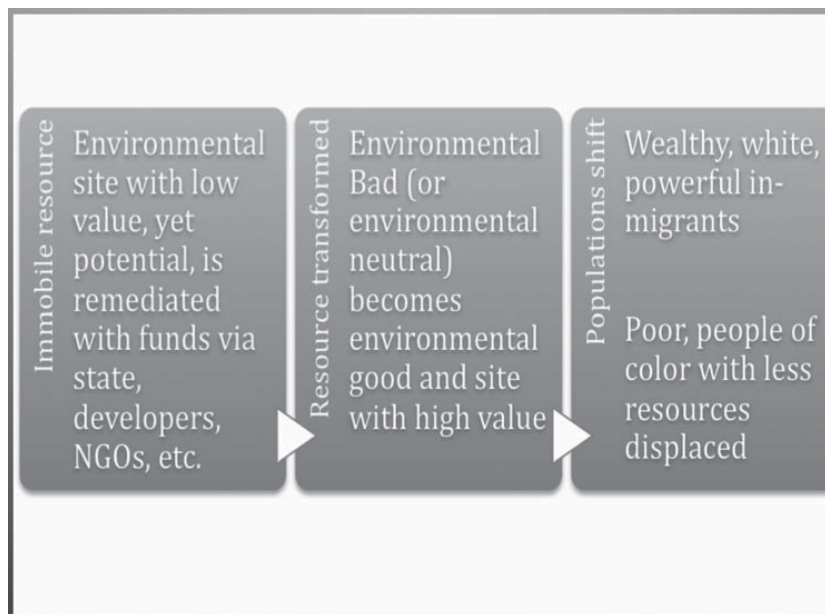 Immobile resource
Environmental
site with low
value, yet
potential, is
remediated
with funds via
state,
developers,
NGOs, etc.
Resource transformed
Environmental
Bad (or
environmental
neutral)
becomes
environmental
good and site
with high value
Populations shift
Wealthy, white,
powerful in-
migrants
Poor, people of
color with less
resources
displaced